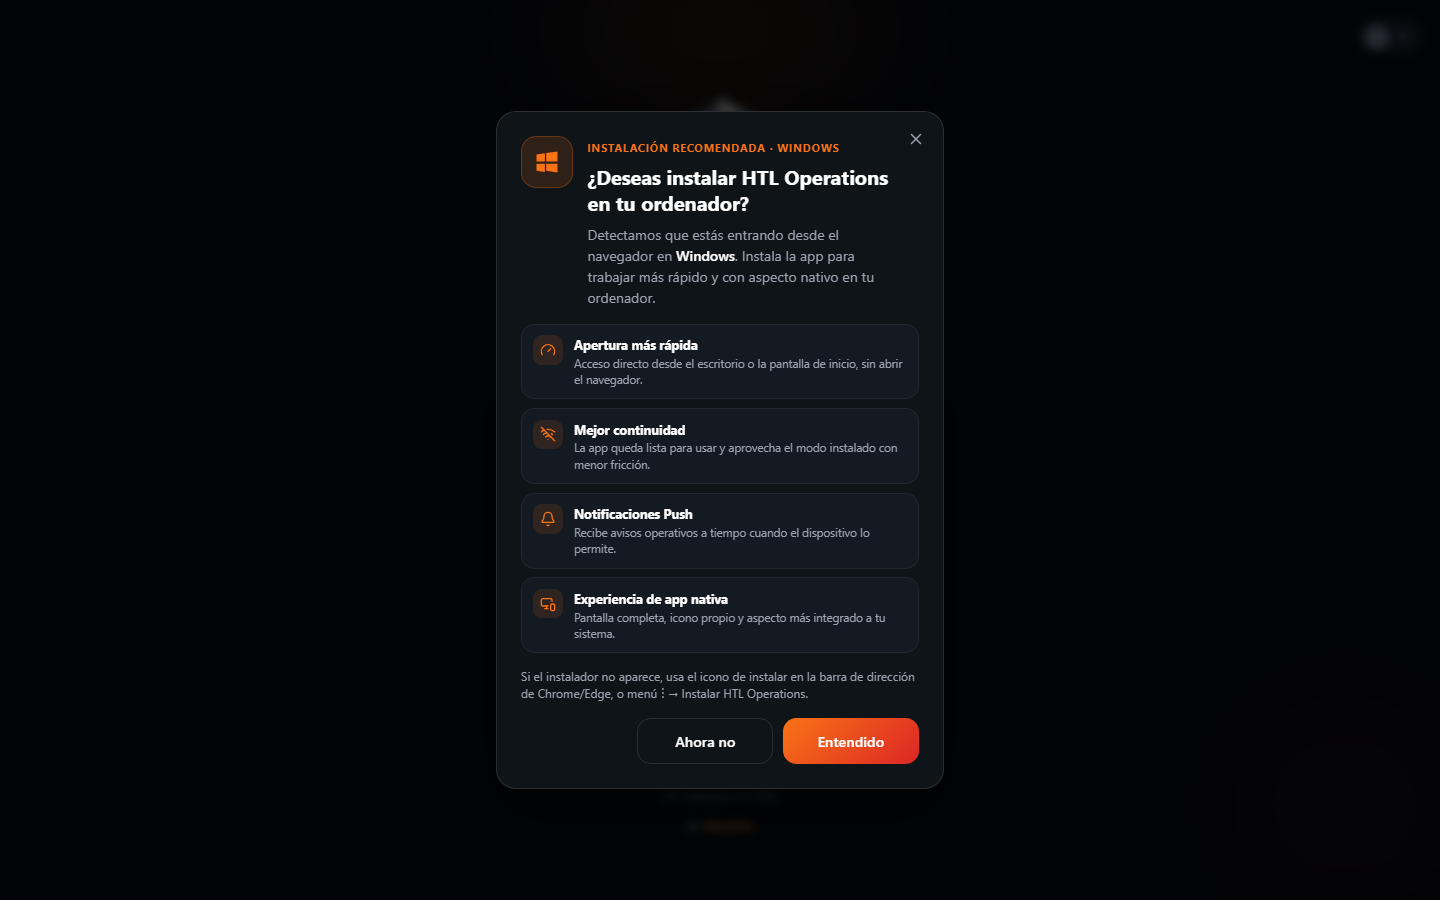 INSTALACIÓN RECOMENDADA · WINDOWS
¿Deseas instalar HTL Operations
en tu ordenador?
Detectamos que estás entrando desde el
navegador en Windows. Instala la app para
trabajar más rápido y con aspecto nativo en tu
ordenador.
Apertura más rápida
Acceso directo desde el escritorio o la pantalla de inicio, sin abrir
el navegador.
Mejor continuidad
La app queda lista para usar y aprovecha el modo instalado con
menor fricción.
Notificaciones Push
Recibe avisos operativos a tiempo cuando el dispositivo lo
permite.
Experiencia de app nativa
Pantalla completa, icono propio y aspecto más integrado a tu
sistema.
Si el instalador no aparece, usa el icono de instalar en la barra de dirección
de Chrome/Edge, o menú ⋮ → Instalar HTL Operations.
Ahora no
Entendido